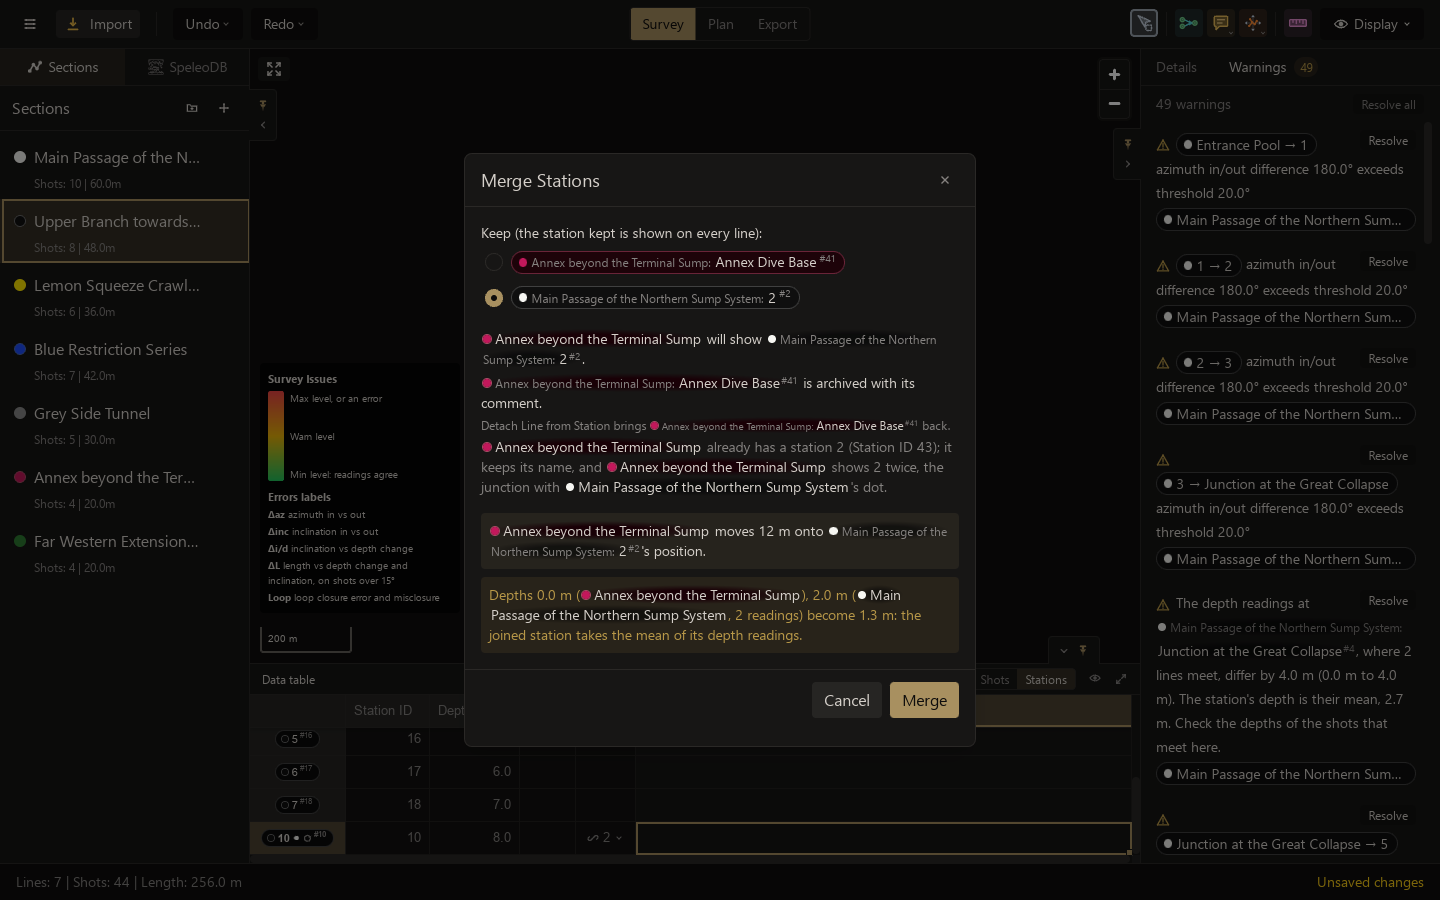 Import
Undo
Redo
Survey
Plan
Export
Display
Sections
SpeleoDB
Details
Warnings 49
Sections
49 warnings
Resolve all
Main Passage of the N...
Shots: 10 | 60.0m
Upper Branch towards...
Shots: 8 | 48.0m
Lemon Squeeze Crawl...
Shots: 6 | 36.0m
Blue Restriction Series
Shots: 7 | 42.0m
Grey Side Tunnel
Shots: 5 | 30.0m
Annex beyond the Ter...
Shots: 4 | 20.0m
Far Western Extension...
Shots: 4 | 20.0m
Survey Issues
Max level, or an error
Warn level
Min level: readings agree
Errors labels
Δaz azimuth in vs out
Δinc inclination in vs out
Δi/d inclination vs depth change
ΔL length vs depth change and
inclination, on shots over 15°
Loop loop closure error and misclosure
200 m
Merge Stations
×
Keep (the station kept is shown on every line):
Annex beyond the Terminal Sump: Annex Dive Base #41
Main Passage of the Northern Sump System: 2 #2
Annex beyond the Terminal Sump will show Main Passage of the Northern
Sump System: 2 #2.
Annex beyond the Terminal Sump: Annex Dive Base #41 is archived with its
comment.
Detach Line from Station brings Annex beyond the Terminal Sump: Annex Dive Base #41 back.
Annex beyond the Terminal Sump already has a station 2 (Station ID 43); it
keeps its name, and Annex beyond the Terminal Sump shows 2 twice, the
junction with Main Passage of the Northern Sump System's dot.
Annex beyond the Terminal Sump moves 12 m onto Main Passage of the
Northern Sump System: 2 #2's position.
Depths 0.0 m (Annex beyond the Terminal Sump), 2.0 m (Main
Passage of the Northern Sump System, 2 readings) become 1.3 m: the
joined station takes the mean of its depth readings.
Cancel
Merge
Entrance Pool → 1
Resolve
azimuth in/out difference 180.0° exceeds
threshold 20.0°
Main Passage of the Northern Sum...
1 → 2 azimuth in/out
Resolve
difference 180.0° exceeds threshold 20.0°
Main Passage of the Northern Sum...
2 → 3 azimuth in/out
Resolve
difference 180.0° exceeds threshold 20.0°
Main Passage of the Northern Sum...
Resolve
3 → Junction at the Great Collapse
azimuth in/out difference 180.0° exceeds
threshold 20.0°
Main Passage of the Northern Sum...
The depth readings at
Resolve
Main Passage of the Northern Sump System:
Junction at the Great Collapse #4, where 2
lines meet, differ by 4.0 m (0.0 m to 4.0
m). The station's depth is their mean, 2.7
m. Check the depths of the shots that
meet here.
Main Passage of the Northern Sum...
Resolve
Junction at the Great Collapse → 5
Data table
Shots
Stations
Station ID
Dept
5 #16
16
6 #17
17
6.0
7 #18
18
7.0
10 #10
10
8.0
2
Lines: 7 | Shots: 44 | Length: 256.0 m
Unsaved changes